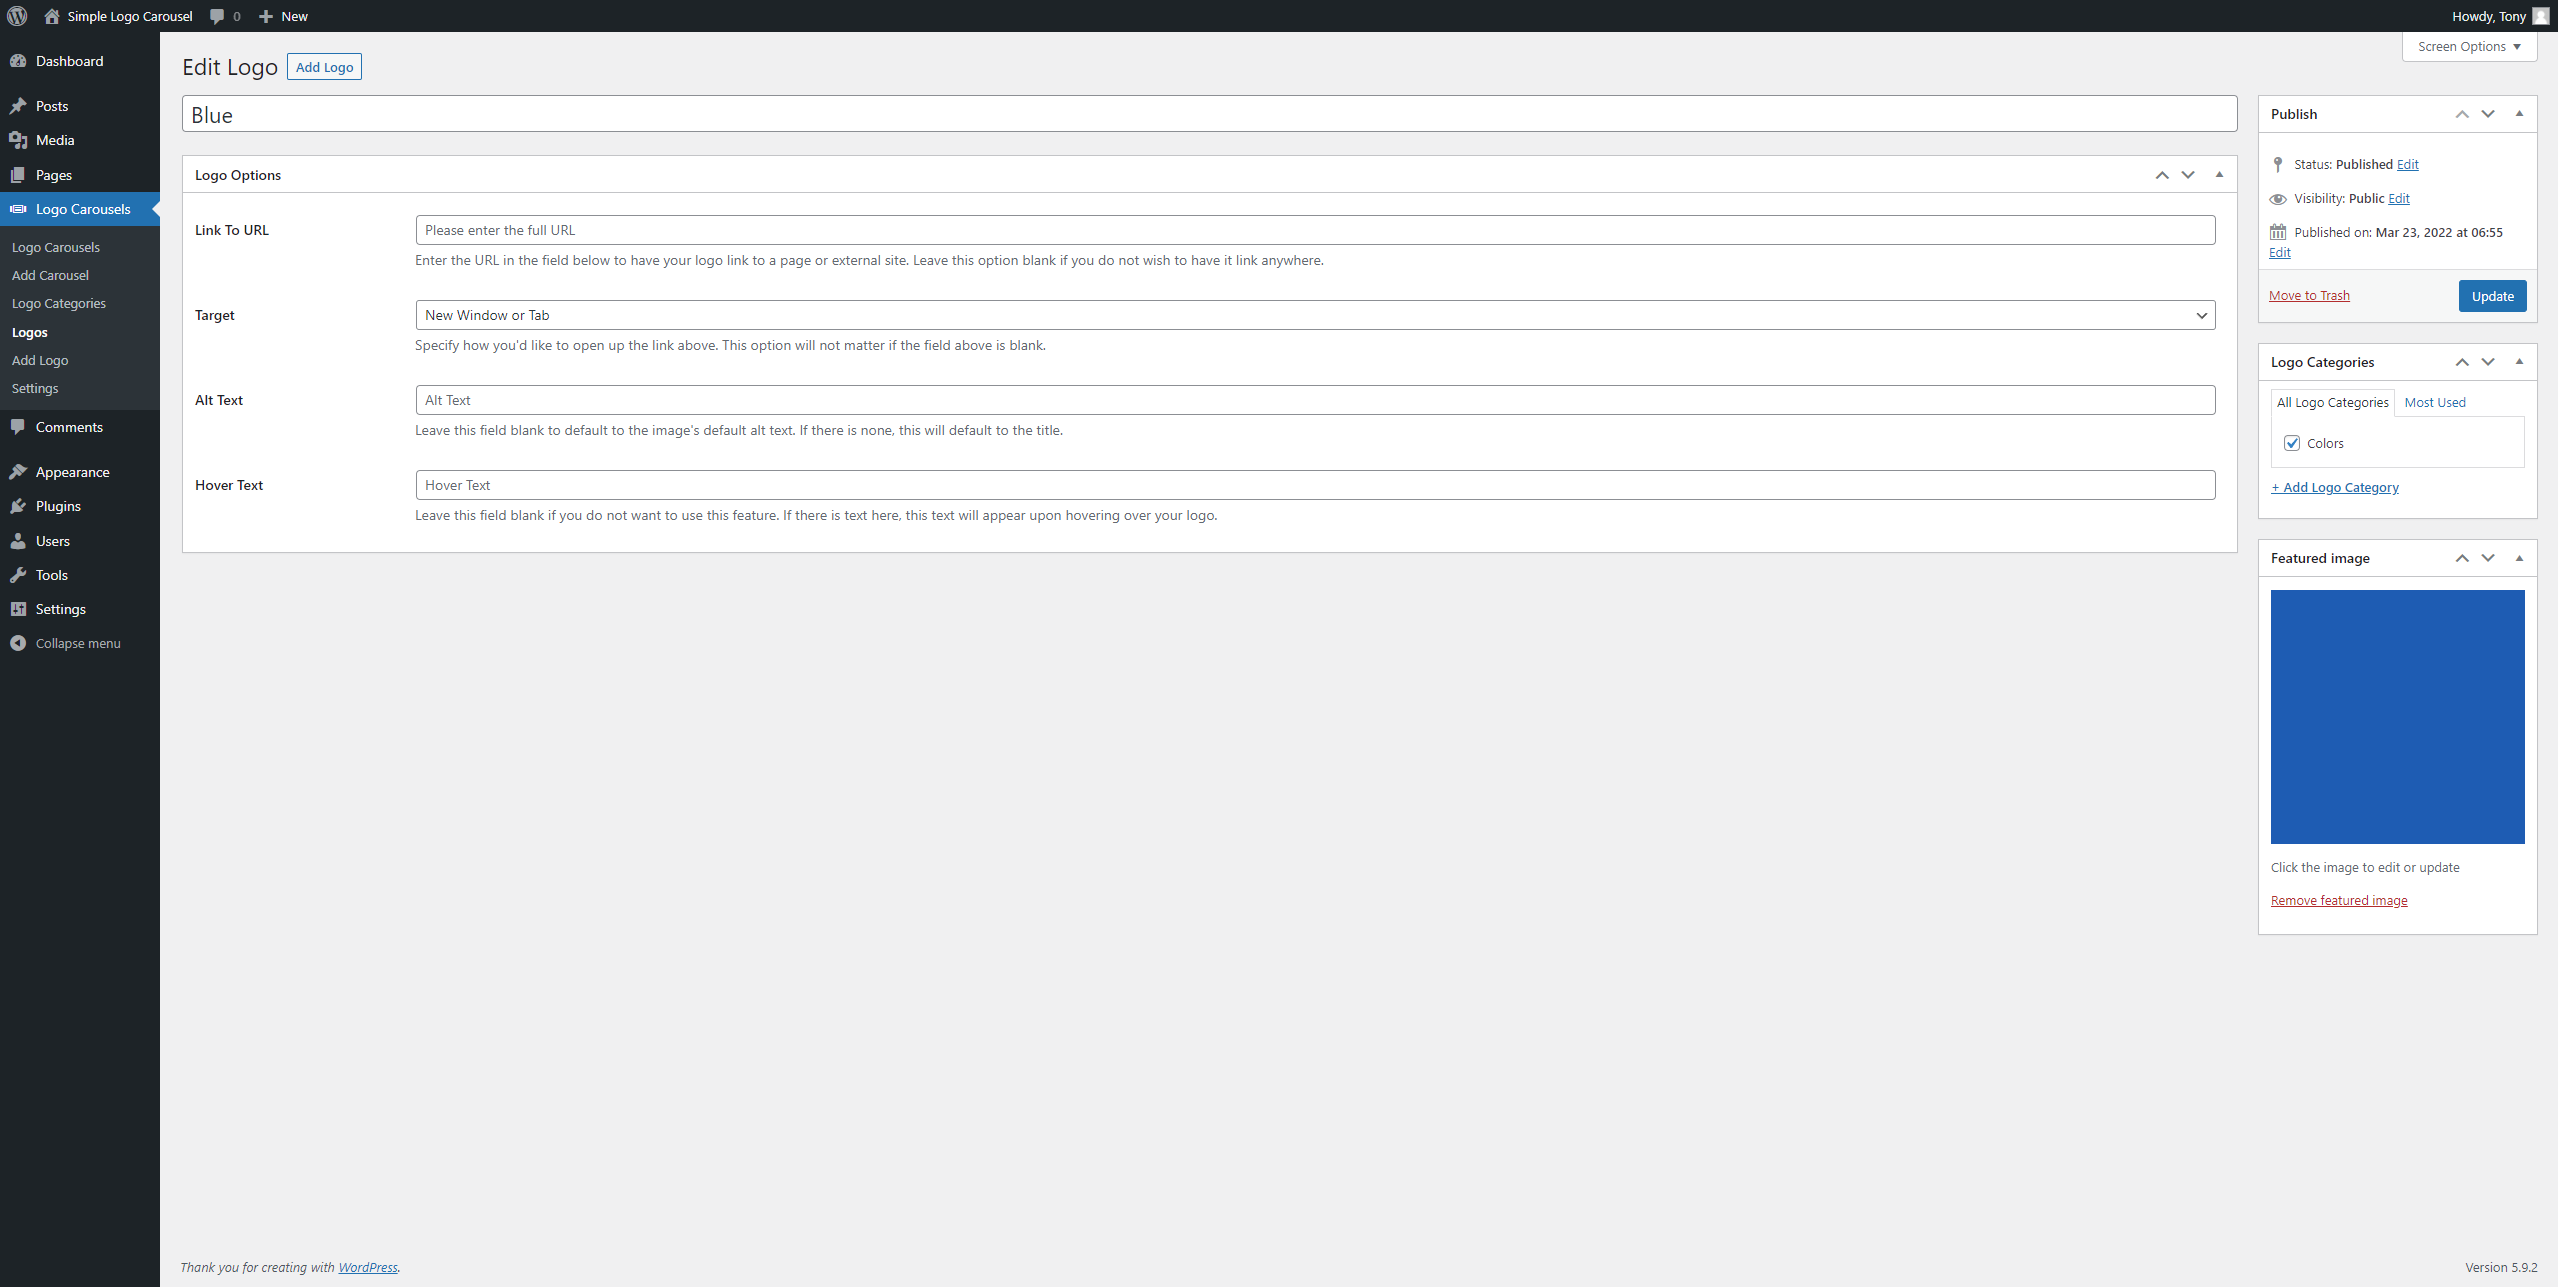 Simple Logo Carousel 0 New Howdy, Tony
Dashboard
Posts
Media
Pages
Logo Carousels
Logo Carousels
Add Carousel
Logo Categories
Logos
Add Logo
Settings
Comments
Appearance
Plugins
Users
Tools
Settings
Collapse menu
Screen Options
Edit Logo Add Logo
Blue
Logo Options
Link To URL Please enter the full URL
Enter the URL in the field below to have your logo link to a page or external site. Leave this option blank if you do not wish to have it link anywhere.
Target New Window or Tab
Specify how you'd like to open up the link above. This option will not matter if the field above is blank.
Alt Text Alt Text
Leave this field blank to default to the image's default alt text. If there is none, this will default to the title.
Hover Text Hover Text
Leave this field blank if you do not want to use this feature. If there is text here, this text will appear upon hovering over your logo.
Publish
Status: Published Edit
Visibility: Public Edit
Published on: Mar 23, 2022 at 06:55
Edit
Move to Trash Update
Logo Categories
All Logo Categories Most Used
Colors
+ Add Logo Category
Featured image
Click the image to edit or update
Remove featured image
Thank you for creating with WordPress. Version 5.9.2